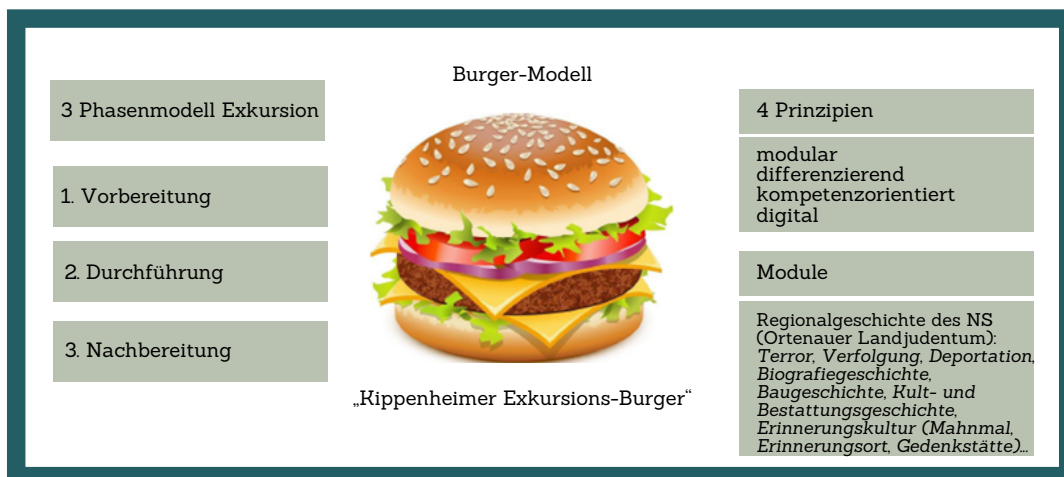 3 Phasenmodell Exkursion
1. Vorbereitung
2. Durchführung
3. Nachbereitung
Burger-Modell
„Kippenheimer Exkursions-Burger“
4 Prinzipien
modular
differenzierend
kompetenzorientiert
digital
Module
Regionalgeschichte des NS
(Ortenauer Landjudentum):
Terror, Verfolgung, Deportation,
Biografiegeschichte,
Baugeschichte, Kult- und
Bestattungsgeschichte,
Erinnerungskultur (Mahnmal,
Erinnerungsort, Gedenkstätte)...